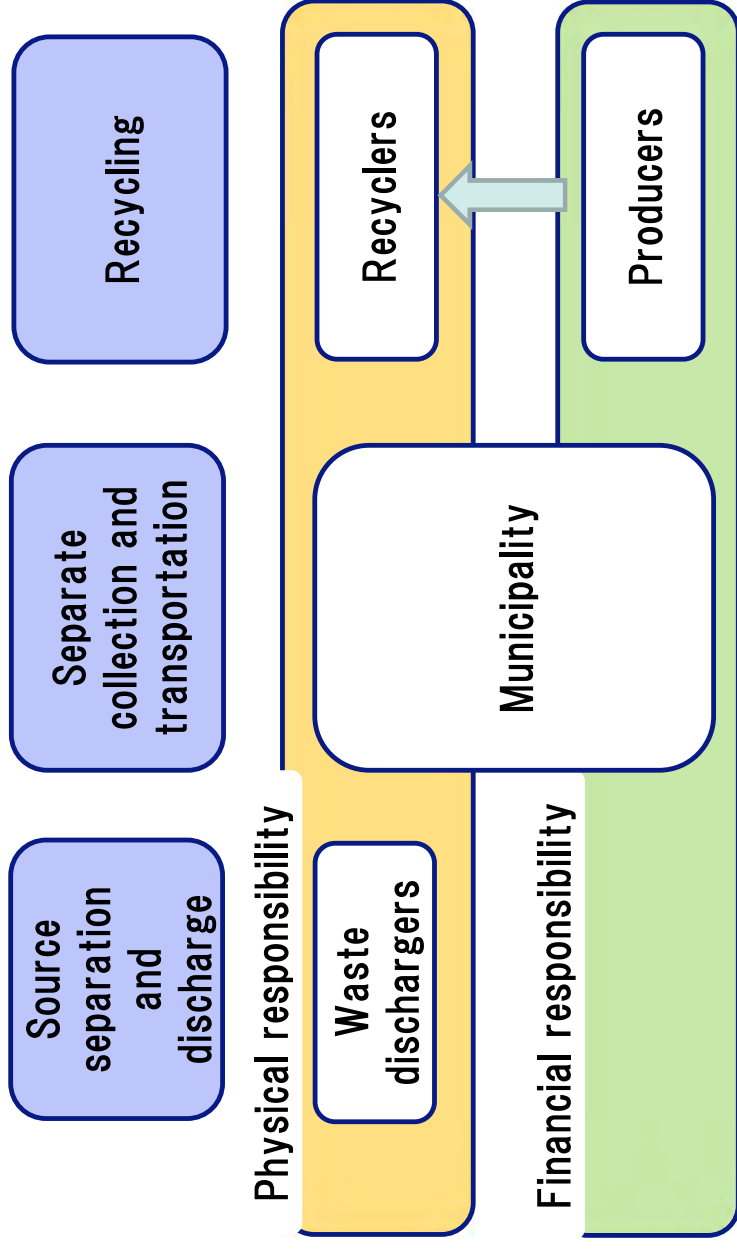 Source
separation
and
discharge
Separate
collection and
transportation
Recycling
Physical responsibility
Waste
dischargers
Municipality
Recyclers
Financial responsibility
Producers